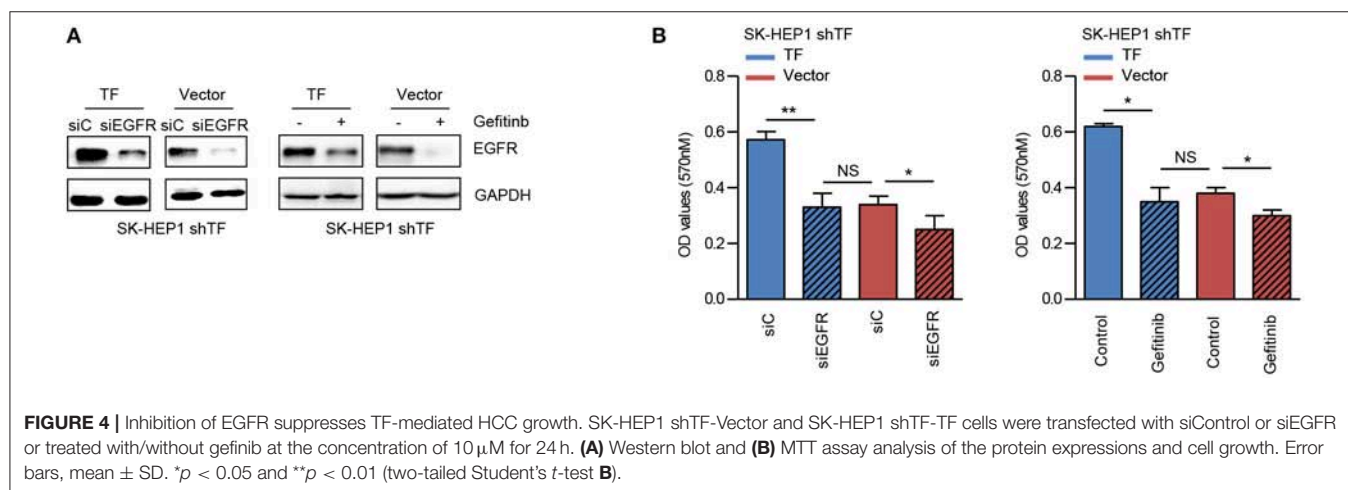 A
TF Vector TF Vector
siC siEGFR siC siEGFR - + - + Gefitinb
EGFR
GAPDH
SK-HEP1 shTF SK-HEP1 shTF
B
SK-HEP1 shTF
TF
Vector
OD values (570nM)
0.8
0.6
0.4
0.2
0.0
**
NS
*
siC
siEGFR
siC
siEGFR
SK-HEP1 shTF
TF
Vector
OD values (570nM)
0.8
0.6
0.4
0.2
0.0
*
NS
*
Control
Gefitinib
Control
Gefitinib
FIGURE 4 | Inhibition of EGFR suppresses TF-mediated HCC growth. SK-HEP1 shTF-Vector and SK-HEP1 shTF-TF cells were transfected with siControl or siEGFR
or treated with/without gefinib at the concentration of 10 μM for 24 h. (A) Western blot and (B) MTT assay analysis of the protein expressions and cell growth. Error
bars, mean ± SD. *p < 0.05 and **p < 0.01 (two-tailed Student's t-test B).